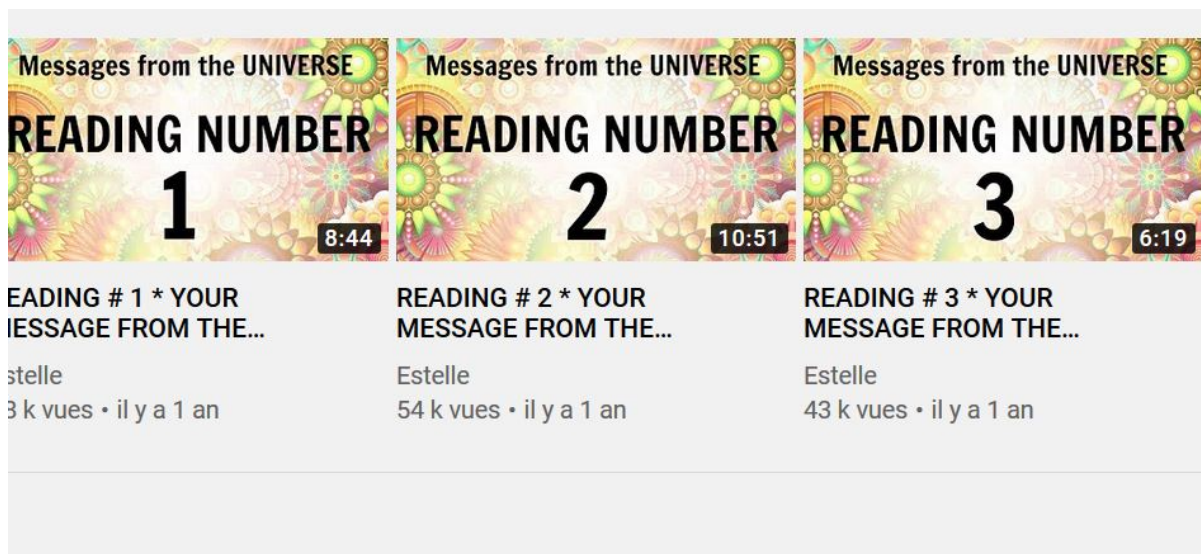 Messages from the UNIVERSE
READING NUMBER
1
8:44
EADING # 1 * YOUR
ESSAGE FROM THE…
stelle
k vues • il y a 1 an
Messages from the UNIVERSE
READING NUMBER
2
10:51
READING # 2 * YOUR
MESSAGE FROM THE…
Estelle
54 k vues • il y a 1 an
Messages from the UNIVERSE
READING NUMBER
3
6:19
READING # 3 * YOUR
MESSAGE FROM THE…
Estelle
43 k vues • il y a 1 an